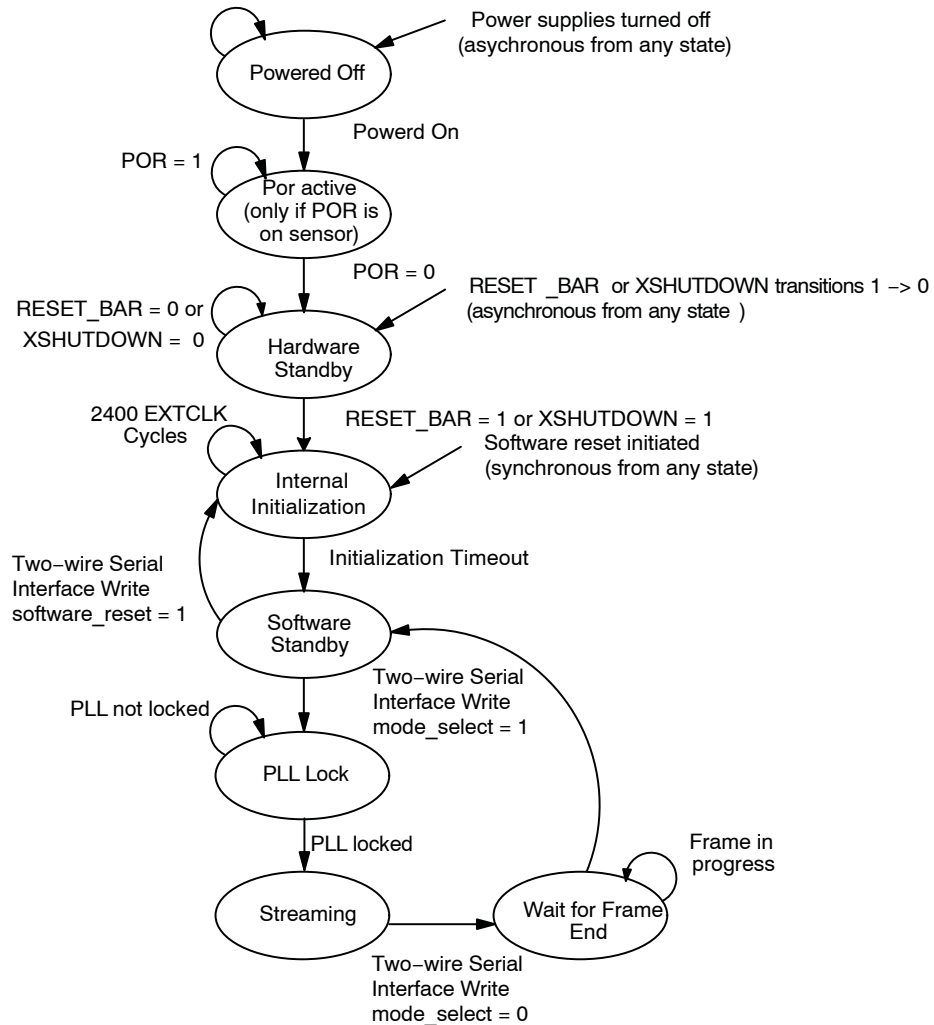 Power supplies turned off
(asychronous from any state)
Powered Off
Powerd On
POR = 1
Por active
(only if POR is
on sensor)
POR = 0
RESET _BAR or XSHUTDOWN transitions 1 −> 0
(asynchronous from any state )
RESET_BAR = 0 or
XSHUTDOWN = 0
Hardware
Standby
2400 EXTCLK
Cycles
RESET_BAR = 1 or XSHUTDOWN = 1
Software reset initiated
(synchronous from any state)
Internal
Initialization
Initialization Timeout
Two−wire Serial
Interface Write
software_reset = 1
Software
Standby
Two−wire Serial
Interface Write
mode_select = 1
PLL not locked
PLL Lock
PLL locked
Frame in
progress
Streaming
Wait for Frame
End
Two−wire Serial
Interface Write
mode_select = 0